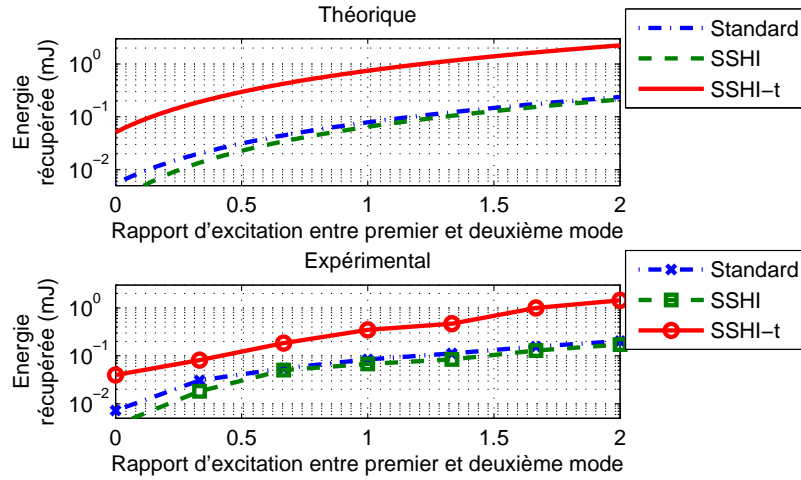 Théorique
Energie
récupérée (mJ)
10^0
10^-1
10^-2
0 0.5 1 1.5 2
Rapport d'excitation entre premier et deuxième mode
Standard
SSHI
SSHI-t
Expérimental
Energie
récupérée (mJ)
10^0
10^-1
10^-2
0 0.5 1 1.5 2
Rapport d'excitation entre premier et deuxième mode
Standard
SSHI
SSHI-t